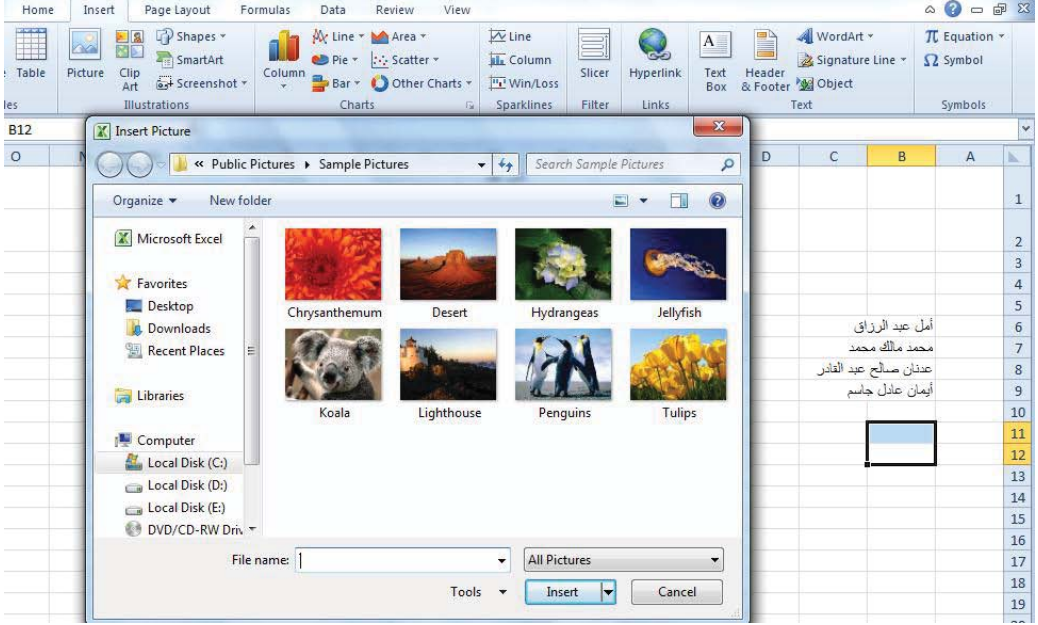 Home Insert Page Layout Formulas Data Review View
Table
Picture
Clip Art
Shapes
SmartArt
Screenshot
Illustrations
Column
Line
Pie
Bar
Area
Scatter
Other Charts
Charts
Line
Column
Win/Loss
Sparklines
Slicer
Filter
Hyperlink
Links
Text Box
Header & Footer
WordArt
Signature Line
Object
Text
π Equation
Ω Symbol
Symbols
B12
Insert Picture
« Public Pictures Sample Pictures
Search Sample Pictures
Organize New folder
Microsoft Excel
Favorites
Desktop
Downloads
Recent Places
Libraries
Computer
Local Disk (C:)
Local Disk (D:)
Local Disk (E:)
DVD/CD-RW Driv
Chrysanthemum Desert Hydrangeas Jellyfish
Koala Lighthouse Penguins Tulips
File name:
All Pictures
Tools Insert Cancel
O D C B A
1
2
3
4
5
أمل عبد الرزاق 6
محمد مالك محمد 7
عدنان صالح عبد القادر 8
أيمان عادل جاسم 9
10
11
12
13
14
15
16
17
18
19